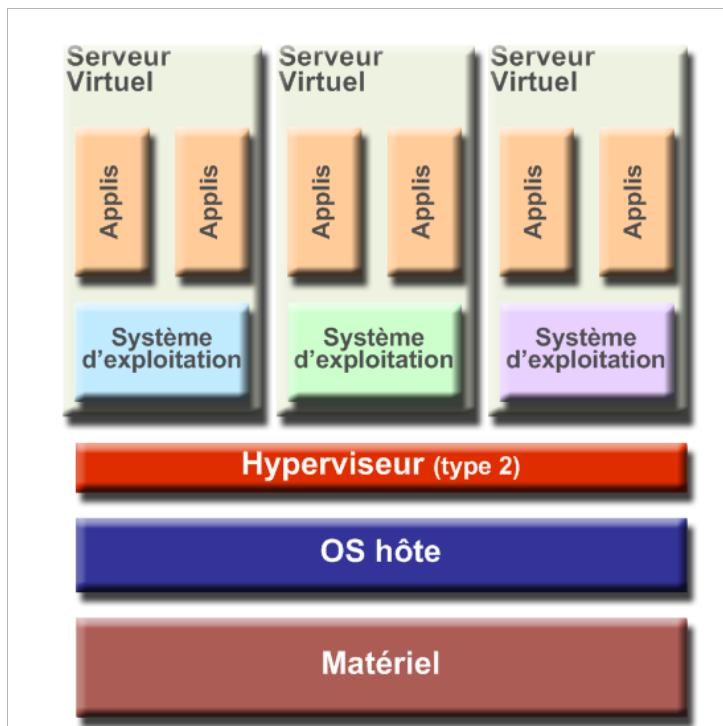 Serveur
Virtuel
Serveur
Virtuel
Serveur
Virtuel
Applis
Applis
Applis
Applis
Applis
Applis
Système
d'exploitation
Système
d'exploitation
Système
d'exploitation
Hyperviseur (type 2)
OS hôte
Matériel